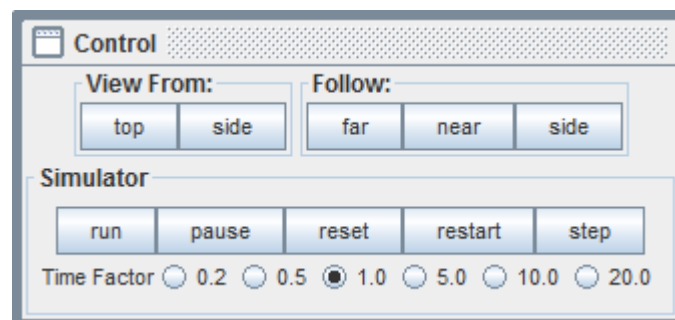 Control
View From: Follow:
top side far near side
Simulator
run pause reset restart step
Time Factor 0.2 0.5 1.0 5.0 10.0 20.0